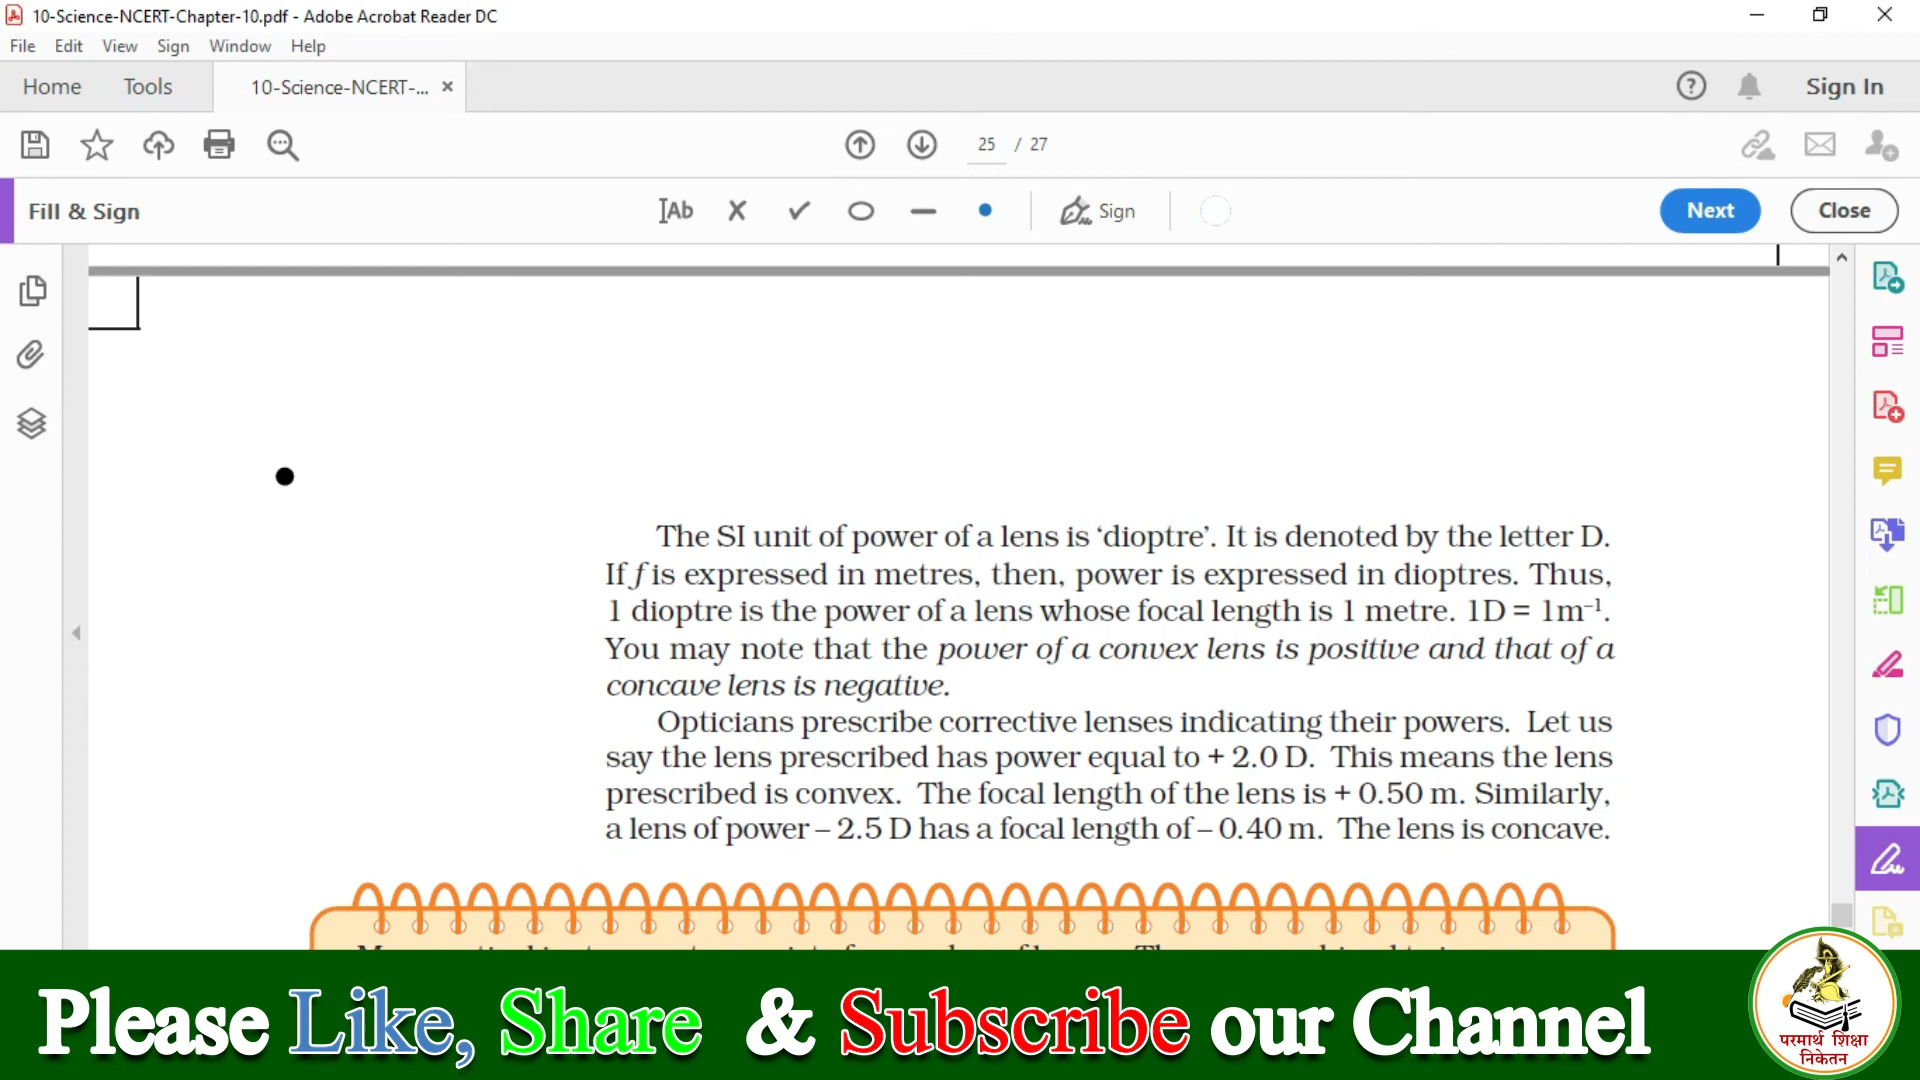 10-Science-NCERT-Chapter-10.pdf - Adobe Acrobat Reader DC
File Edit View Sign Window Help
Home Tools 10-Science-NCERT-... × ? Sign In
25 / 27
Fill & Sign Ab Sign Next Close
The SI unit of power of a lens is ‘dioptre’. It is denoted by the letter D.
If f is expressed in metres, then, power is expressed in dioptres. Thus,
1 dioptre is the power of a lens whose focal length is 1 metre. 1D = 1m⁻¹.
You may note that the power of a convex lens is positive and that of a
concave lens is negative.
Opticians prescribe corrective lenses indicating their powers. Let us
say the lens prescribed has power equal to + 2.0 D. This means the lens
prescribed is convex. The focal length of the lens is + 0.50 m. Similarly,
a lens of power – 2.5 D has a focal length of – 0.40 m. The lens is concave.
Please Like, Share & Subscribe our Channel
परमार्थ शिक्षा
निकेतन